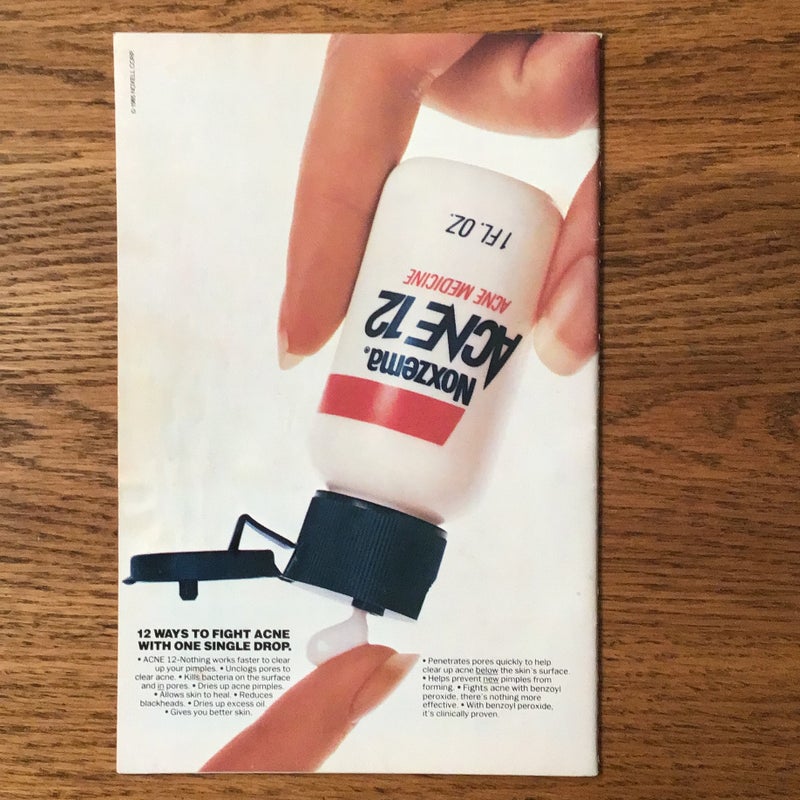 © 1985 NOXELL CORP.
1 FL. OZ.
ACNE MEDICINE
ACNE 12
Noxzema®
12 WAYS TO FIGHT ACNE
WITH ONE SINGLE DROP.
• ACNE 12–Nothing works faster to clear
up your pimples. • Unclogs pores to
clear acne. • Kills bacteria on the surface
and in pores. • Dries up acne pimples.
• Allows skin to heal. • Reduces
blackheads. • Dries up excess oil.
• Gives you better skin.
• Penetrates pores quickly to help
clear up acne below the skin's surface.
• Helps prevent new pimples from
forming. • Fights acne with benzoyl
peroxide, there's nothing more
effective. • With benzoyl peroxide,
it's clinically proven.